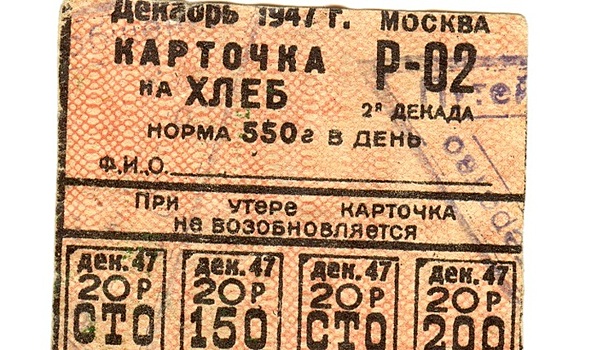 Декабрь 1947 г. МОСКВА
КАРТОЧКА Р-02
НА ХЛЕБ 2я ДЕКАДА
НОРМА 550г В ДЕНЬ
Ф.И.О.
ПРИ УТЕРЕ КАРТОЧКА
НЕ ВОЗОБНОВЛЯЕТСЯ
дек. 47 дек. 47 дек. 47 дек. 47
20Р 20Р 20Р 20Р
СТО 150 СТО 200